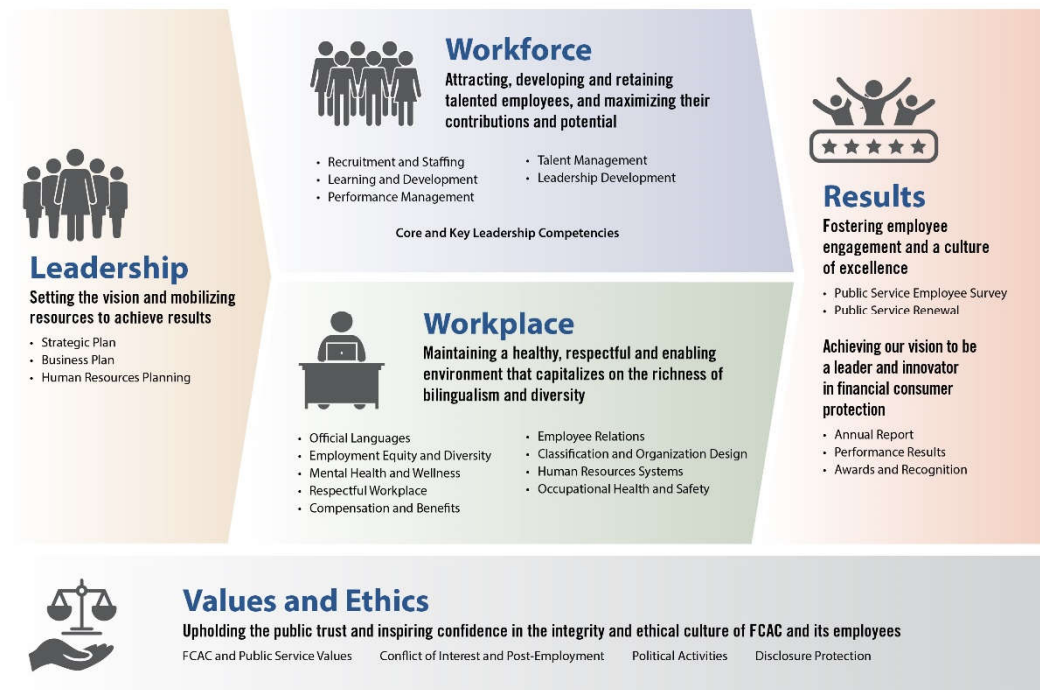 Leadership
Setting the vision and mobilizing
resources to achieve results
• Strategic Plan
• Business Plan
• Human Resources Planning
Workforce
Attracting, developing and retaining
talented employees, and maximizing their
contributions and potential
• Recruitment and Staffing
• Learning and Development
• Performance Management
• Talent Management
• Leadership Development
Core and Key Leadership Competencies
Workplace
Maintaining a healthy, respectful and enabling
environment that capitalizes on the richness of
bilingualism and diversity
• Official Languages
• Employment Equity and Diversity
• Mental Health and Wellness
• Respectful Workplace
• Compensation and Benefits
• Employee Relations
• Classification and Organization Design
• Human Resources Systems
• Occupational Health and Safety
Results
Fostering employee
engagement and a culture
of excellence
• Public Service Employee Survey
• Public Service Renewal
Achieving our vision to be
a leader and innovator
in financial consumer
protection
• Annual Report
• Performance Results
• Awards and Recognition
Values and Ethics
Upholding the public trust and inspiring confidence in the integrity and ethical culture of FCAC and its employees
FCAC and Public Service Values Conflict of Interest and Post-Employment Political Activities Disclosure Protection